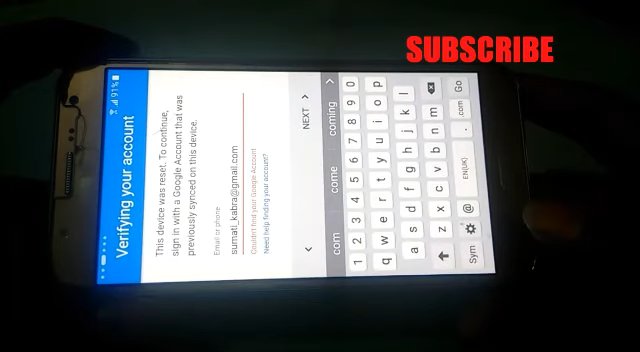 SUBSCRIBE
91%
Verifying your account
This device was reset. To continue,
sign in with a Google Account that was
previously synced on this device.
Email or phone
sumati_kabra@gmail.com
Couldn't find your Google Account
Need help finding your account?
NEXT
com come coming
1 2 3 4 5 6 7 8 9 0
q w e r t y u i o p
a s d f g h j k l
z x c v b n m
Sym @ EN(UK) . .com Go